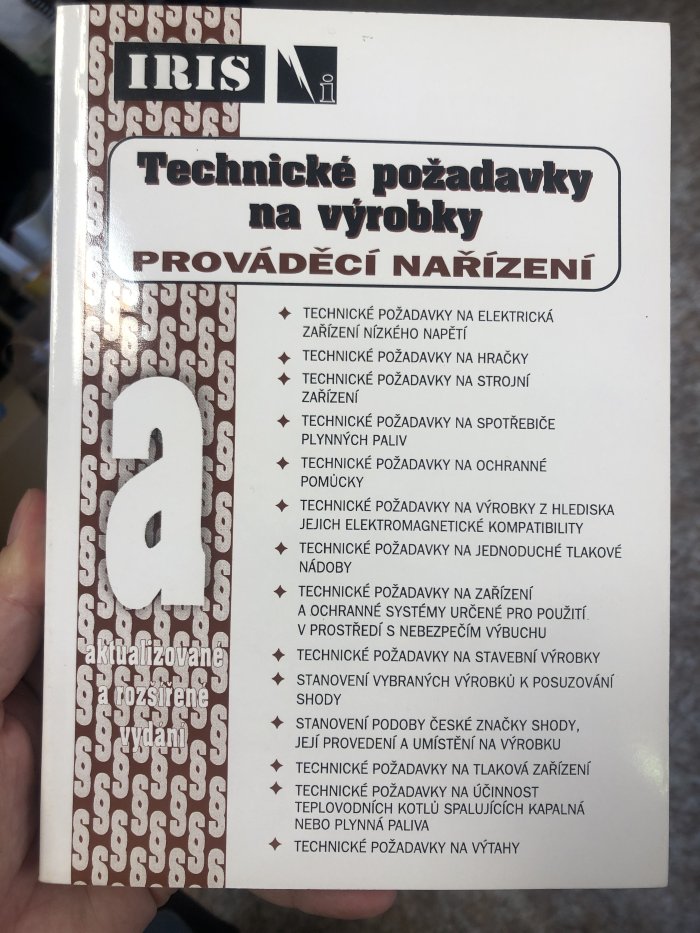 IRIS
i
Technické požadavky
na výrobky
PROVÁDĚCÍ NAŘÍZENÍ
TECHNICKÉ POŽADAVKY NA ELEKTRICKÁ
ZAŘÍZENÍ NÍZKÉHO NAPĚTÍ
TECHNICKÉ POŽADAVKY NA HRAČKY
TECHNICKÉ POŽADAVKY NA STROJNÍ
ZAŘÍZENÍ
TECHNICKÉ POŽADAVKY NA SPOTŘEBIČE
PLYNNÝCH PALIV
TECHNICKÉ POŽADAVKY NA OCHRANNÉ
POMŮCKY
TECHNICKÉ POŽADAVKY NA VÝROBKY Z HLEDISKA
JEJICH ELEKTROMAGNETICKÉ KOMPATIBILITY
TECHNICKÉ POŽADAVKY NA JEDNODUCHÉ TLAKOVÉ
NÁDOBY
TECHNICKÉ POŽADAVKY NA ZAŘÍZENÍ
A OCHRANNÉ SYSTÉMY URČENÉ PRO POUŽITÍ
V PROSTŘEDÍ S NEBEZPEČÍM VÝBUCHU
TECHNICKÉ POŽADAVKY NA STAVEBNÍ VÝROBKY
STANOVENÍ VYBRANÝCH VÝROBKŮ K POSUZOVÁNÍ
SHODY
STANOVENÍ PODOBY ČESKÉ ZNAČKY SHODY,
JEJÍ PROVEDENÍ A UMÍSTĚNÍ NA VÝROBKU
TECHNICKÉ POŽADAVKY NA TLAKOVÁ ZAŘÍZENÍ
TECHNICKÉ POŽADAVKY NA ÚČINNOST
TEPLOVODNÍCH KOTLŮ SPALUJÍCÍCH KAPALNÁ
NEBO PLYNNÁ PALIVA
TECHNICKÉ POŽADAVKY NA VÝTAHY
a
aktualizované
a rozšířené
vydání